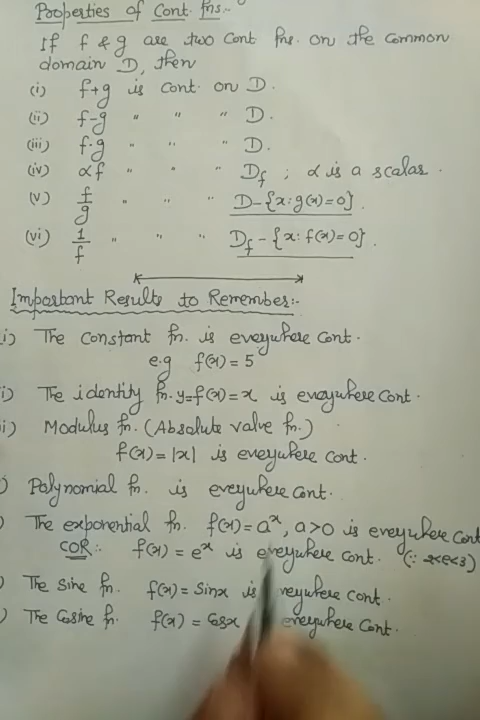 Properties of Cont. fns.
If f & g are two Cont fns. on the common
domain D, then
(i) f+g is cont. on D.
(ii) f-g " " " D.
(iii) f.g " " " D.
(iv) αf " " " Df ; α is a scalar.
(v) f/g " " " D-{x:g(x)=0}.
(vi) 1/f " " " Df-{x:f(x)=0}.
Important Results to Remember:-
i) The constant fn. is everywhere cont.
e.g f(x)=5
i) The identity fn. y=f(x)=x is everywhere cont.
ii) Modulus fn. (Absolute value fn.)
f(x)=|x| is everywhere cont.
) Polynomial fn. is everywhere cont.
) The exponential fn. f(x)=a^x, a>0 is everywhere cont
COR:- f(x)=e^x is everywhere cont. (∵ 2<e<3)
) The Sine fn. f(x)=Sinx is everywhere cont.
) The Cosine fn. f(x)=Cosx everywhere cont.